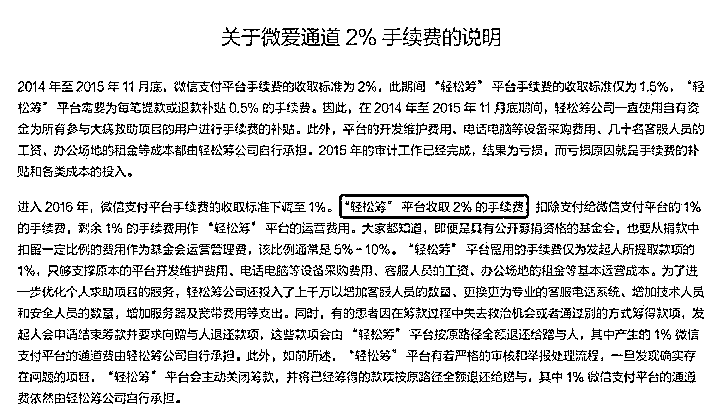 关于微爱通道 2% 手续费的说明
2014 年至 2015 年 11 月底，微信支付平台手续费的收取标准为 2%，此期间“轻松筹”平台手续费的收取标准仅为 1.5%，“轻
松筹”平台需要为每笔提款或退款补贴 0.5% 的手续费。因此，在 2014 年至 2015 年 11 月底期间，轻松筹公司一直使用自有资
金为所有参与大病救助项目的用户进行手续费的补贴。此外，平台的开发维护费用、电话电脑等设备采购费用、几十名客服人员的
工资、办公场地的租金等成本都由轻松筹公司自行承担。2015 年的审计工作已经完成，结果为亏损，而亏损原因就是手续费的补
贴和各类成本的投入。
进入 2016 年，微信支付平台手续费的收取标准下调至 1%。“轻松筹”平台收取 2% 的手续费，扣除支付给微信支付平台的 1%
的手续费，剩余 1% 的手续费用作“轻松筹”平台的运营费用。大家都知道，即便是具有公开募捐资格的基金会，也要从捐款中
扣留一定比例的费用作为基金会运营管理费，该比例通常是 5% - 10%。“轻松筹”平台留用的手续费仅为发起人所提取款项的
1%，只够支撑原本的平台开发维护费用、电话电脑等设备采购费用、客服人员的工资、办公场地的租金等基本运营成本。为了进
一步优化个人求助项目的服务，轻松筹公司还投入了上千万以增加客服人员的数量、更换更为专业的客服电话系统、增加技术人员
和安全人员的数量，增加服务器及宽带费用等支出。同时，有的患者因在筹款过程中失去救治机会或者通过别的方式筹得款项，发
起人会申请结束筹款并要求向赠与人退还款项，这些款项会由“轻松筹”平台按原路径全额退还给赠与人，其中产生的 1% 微信
支付平台的通道费由轻松筹公司自行承担。此外，如前所述，“轻松筹”平台有着严格的审核和举报处理流程，一旦发现确实存
在问题的项目，“轻松筹”平台会主动关闭筹款，并将已经筹得的款项按原路径全额退还给赠与，其中 1% 微信支付平台的通道
费依然由轻松筹公司自行承担。